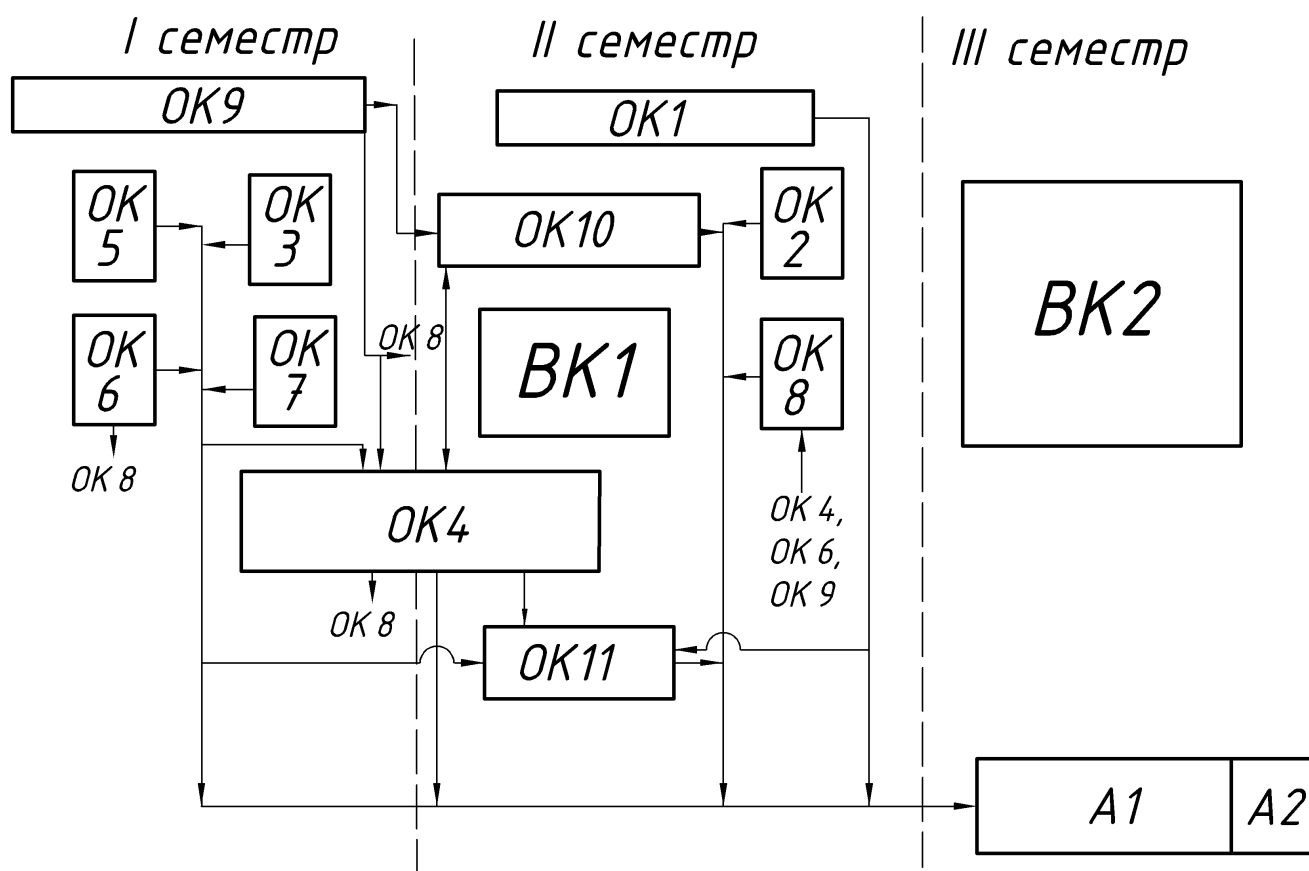 I семестр
II семестр
III семестр
ОК9
ОК1
ОК
5
ОК
3
ОК10
ОК
2
ВК2
ОК
6
ОК
7
ОК 8
ВК1
ОК
8
ОК 8
ОК4
ОК 4,
ОК 6,
ОК 9
ОК 8
ОК11
А1
А2